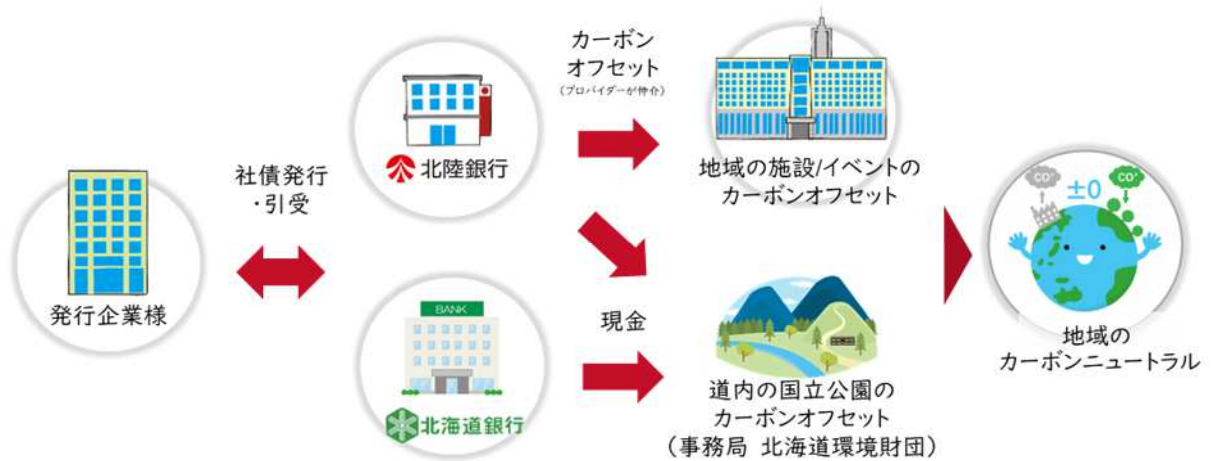 発行企業様
社債発行
・引受
北陸銀行
BANK
北海道銀行
カーボン
オフセット
(プロバイダーが仲介)
現金
地域の施設/イベントの
カーボンオフセット
道内の国立公園の
カーボンオフセット
(事務局 北海道環境財団)
CO²
±0
CO²
地域の
カーボンニュートラル